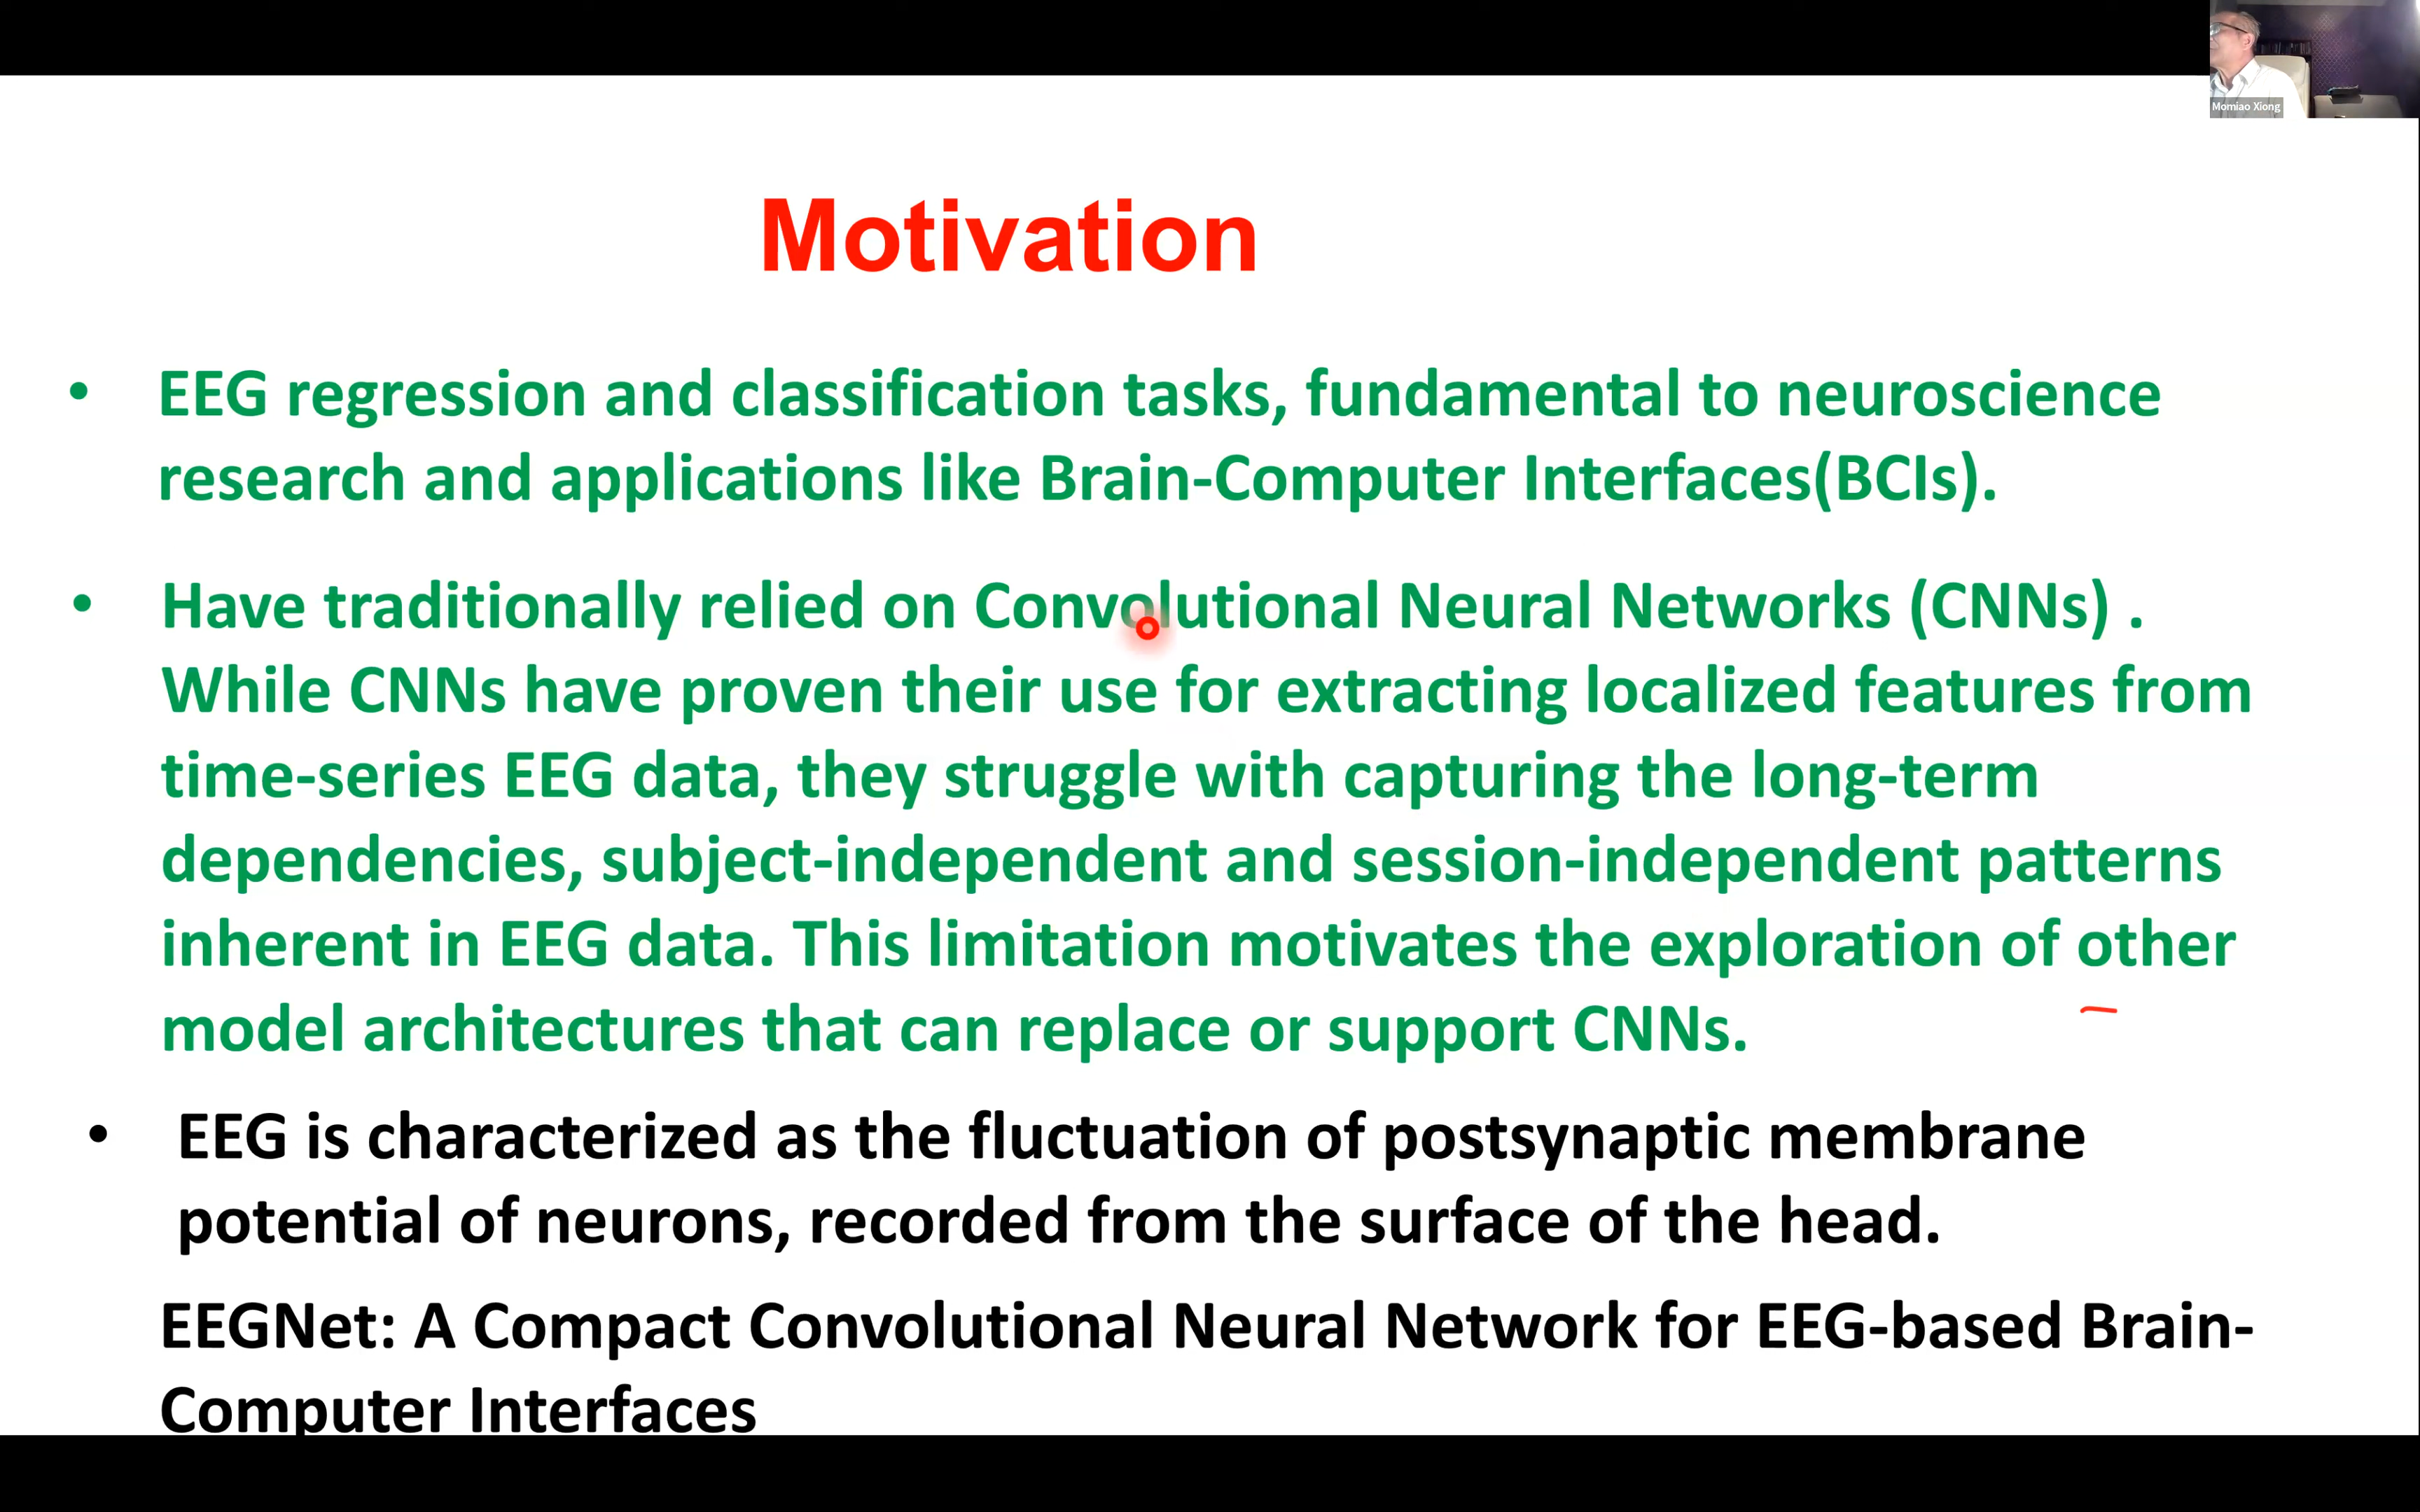 Momiao Xiong
Motivation
• EEG regression and classification tasks, fundamental to neuroscience
research and applications like Brain-Computer Interfaces(BCIs).
• Have traditionally relied on Convolutional Neural Networks (CNNs) .
While CNNs have proven their use for extracting localized features from
time-series EEG data, they struggle with capturing the long-term
dependencies, subject-independent and session-independent patterns
inherent in EEG data. This limitation motivates the exploration of other
model architectures that can replace or support CNNs.
• EEG is characterized as the fluctuation of postsynaptic membrane
potential of neurons, recorded from the surface of the head.
EEGNet: A Compact Convolutional Neural Network for EEG-based Brain-
Computer Interfaces